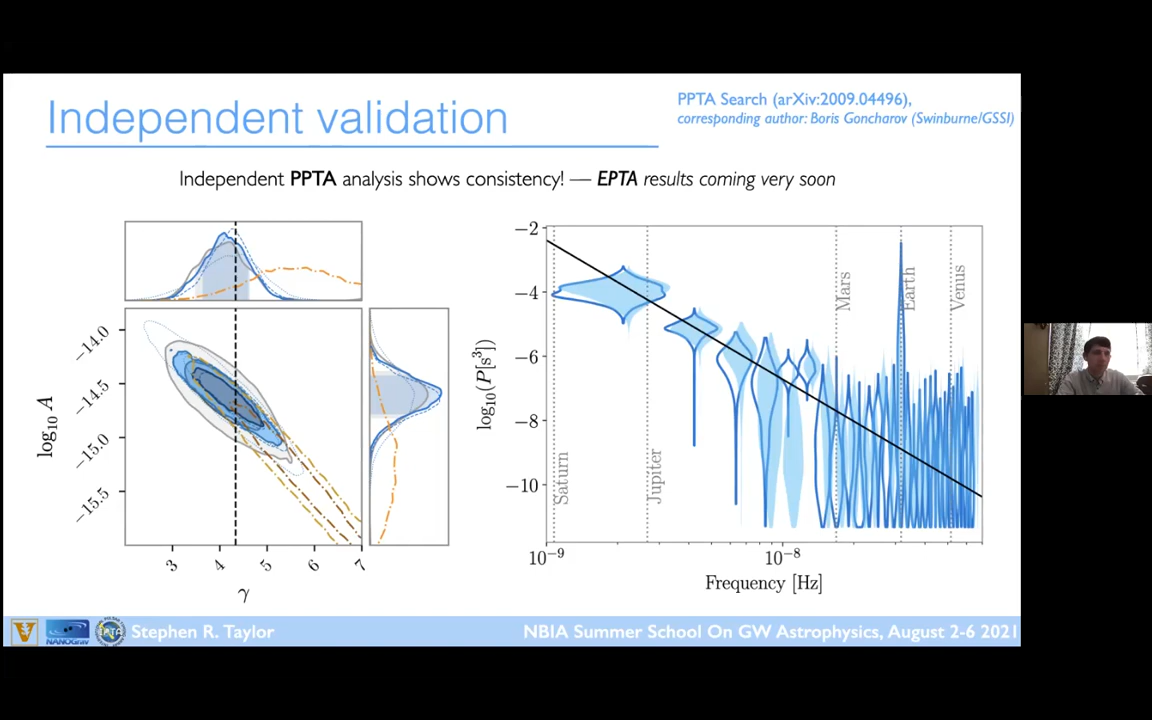 Independent validation
PPTA Search (arXiv:2009.04496),
corresponding author: Boris Goncharov (Swinburne/GSSI)
Independent PPTA analysis shows consistency! — EPTA results coming very soon
log₁₀ A
−14.0
−14.5
−15.0
−15.5
3
4
5
6
7
γ
log₁₀(P[s³])
−2
−4
−6
−8
−10
Saturn
Jupiter
Mars
Earth
Venus
10⁻⁹
10⁻⁸
Frequency [Hz]
V
NANOGrav
IPTA
Stephen R. Taylor
NBIA Summer School On GW Astrophysics, August 2-6 2021